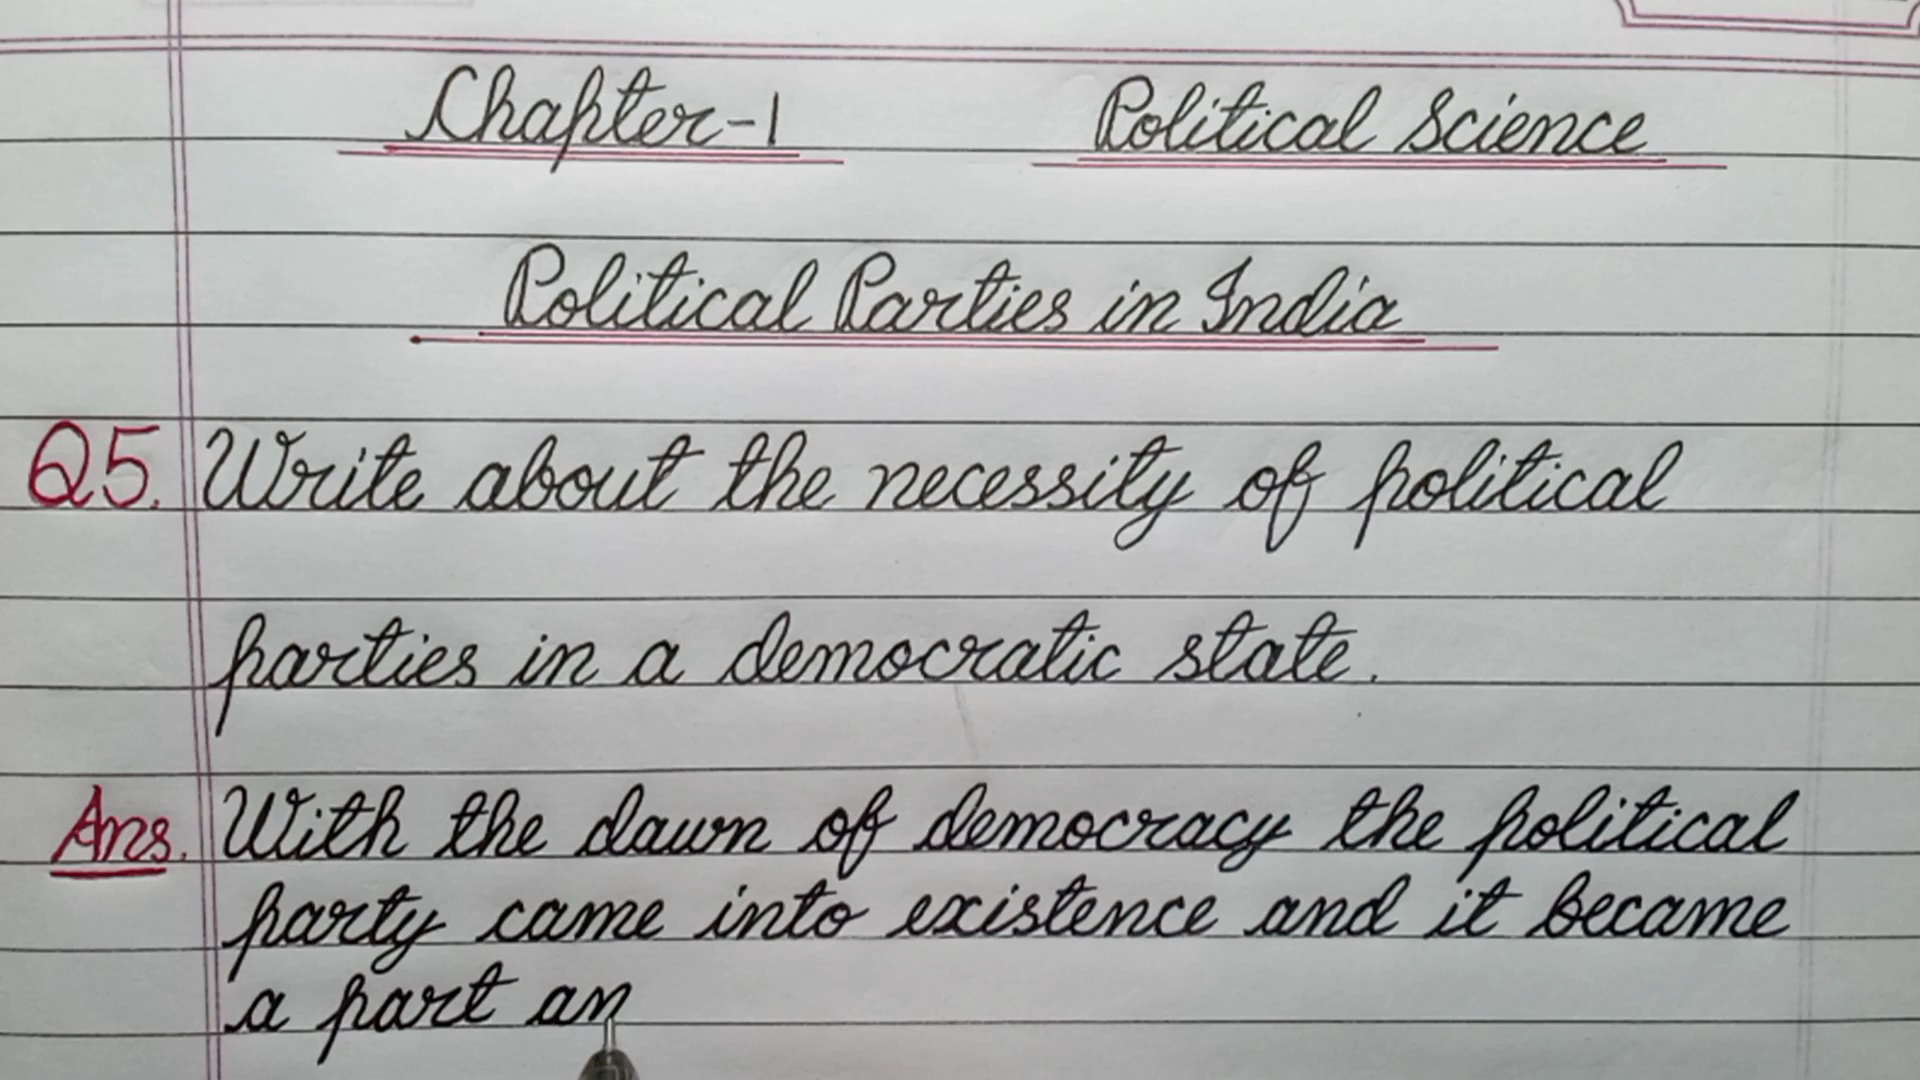 Chapter-1 Political Science
Political Parties in India
Q5. Write about the necessity of political
parties in a democratic state.
Ans. With the dawn of democracy the political
party came into existence and it became
a part an